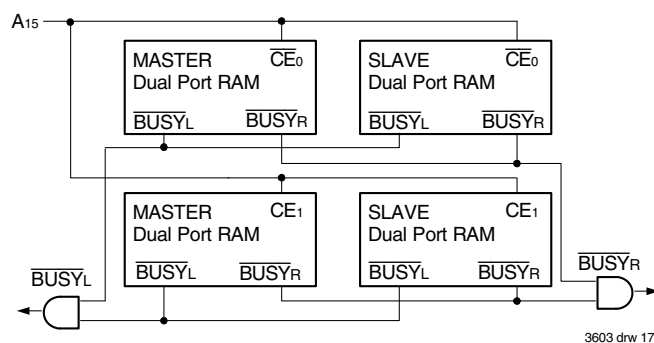 A15
MASTER CE0 SLAVE CE0
Dual Port RAM Dual Port RAM
BUSYL BUSYR BUSYL BUSYR
MASTER CE1 SLAVE CE1
Dual Port RAM Dual Port RAM
BUSYL BUSYR BUSYL BUSYR
BUSYL BUSYR
3603 drw 17